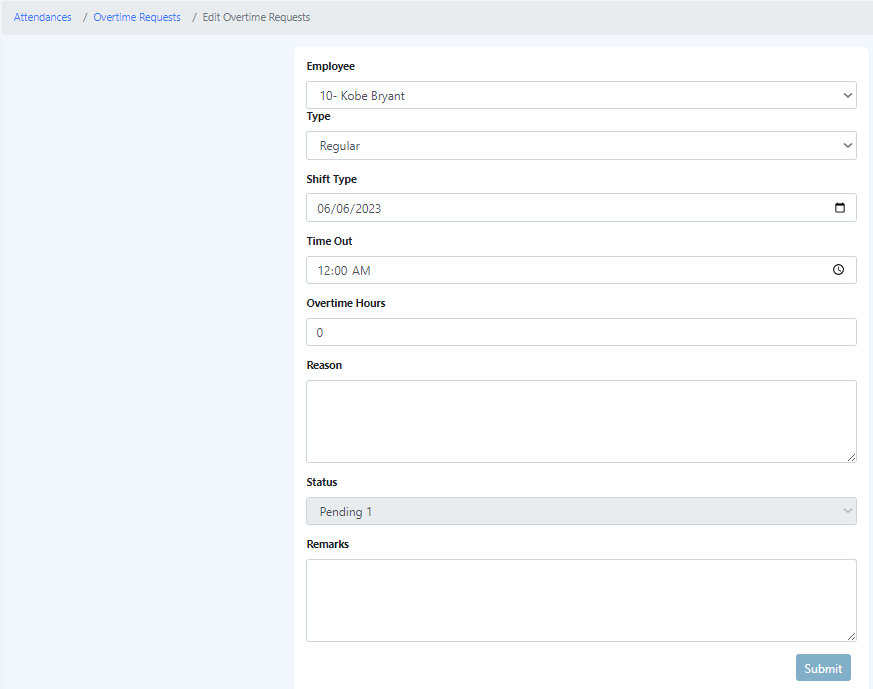 Attendances / Overtime Requests / Edit Overtime Requests
Employee
10- Kobe Bryant
Type
Regular
Shift Type
06/06/2023
Time Out
12:00 AM
Overtime Hours
0
Reason
Status
Pending 1
Remarks
Submit